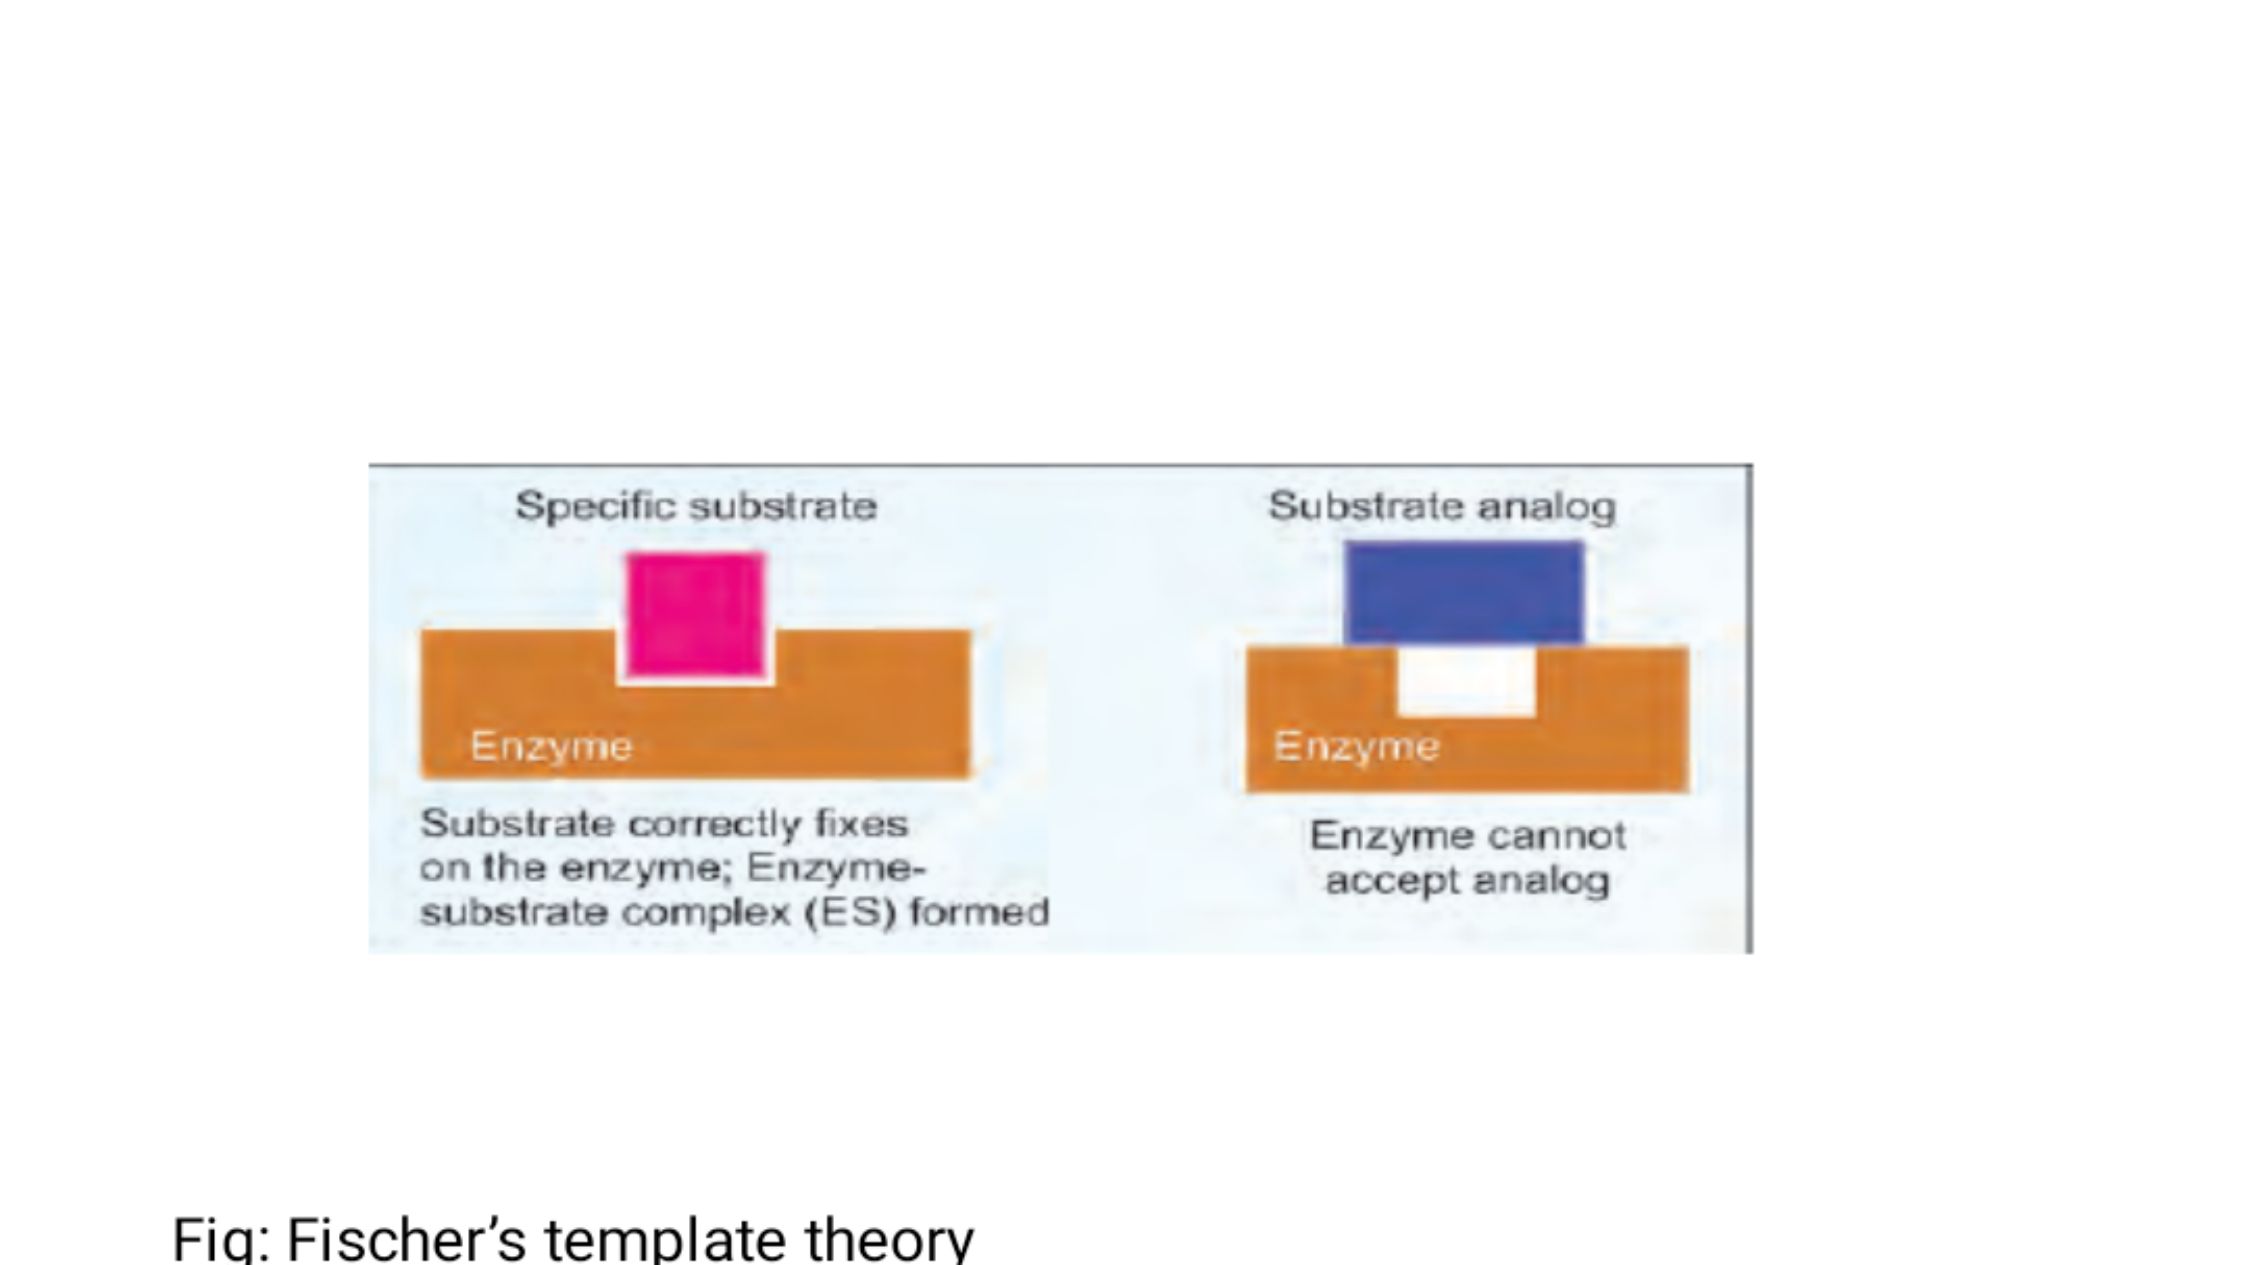 Specific substrate
Enzyme
Substrate correctly fixes
on the enzyme; Enzyme-
substrate complex (ES) formed
Substrate analog
Enzyme
Enzyme cannot
accept analog
Fig: Fischer’s template theory